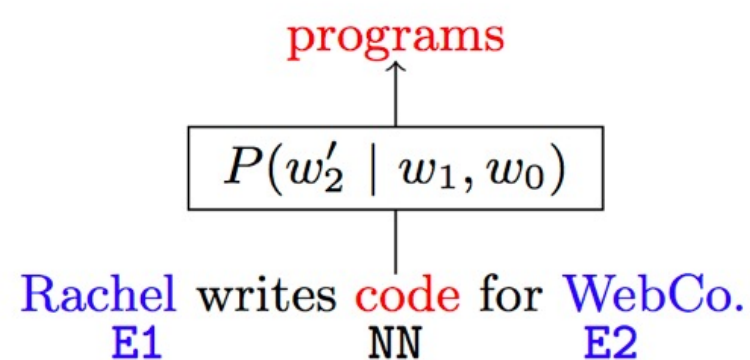 programs
P(w′₂ | w₁, w₀)
Rachel writes code for WebCo.
E1 NN E2